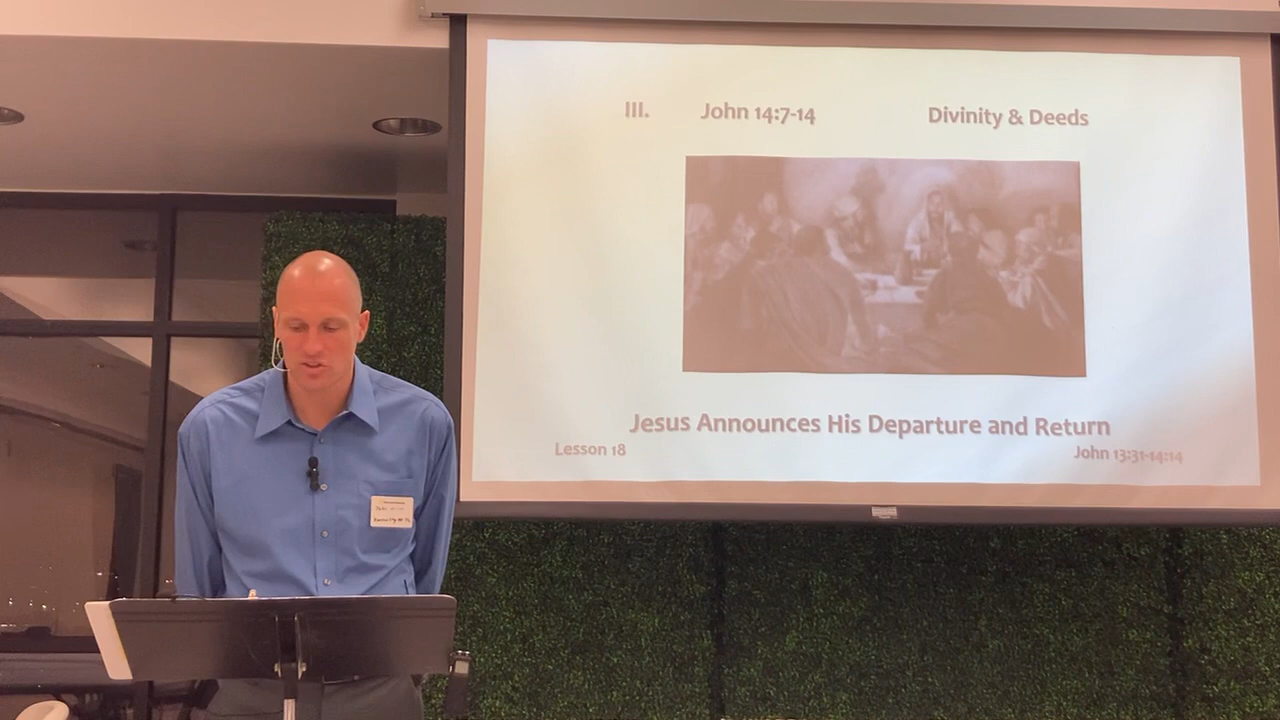 III. John 14:7-14 Divinity & Deeds
Jesus Announces His Departure and Return
Lesson 18
John 13:31-14:14